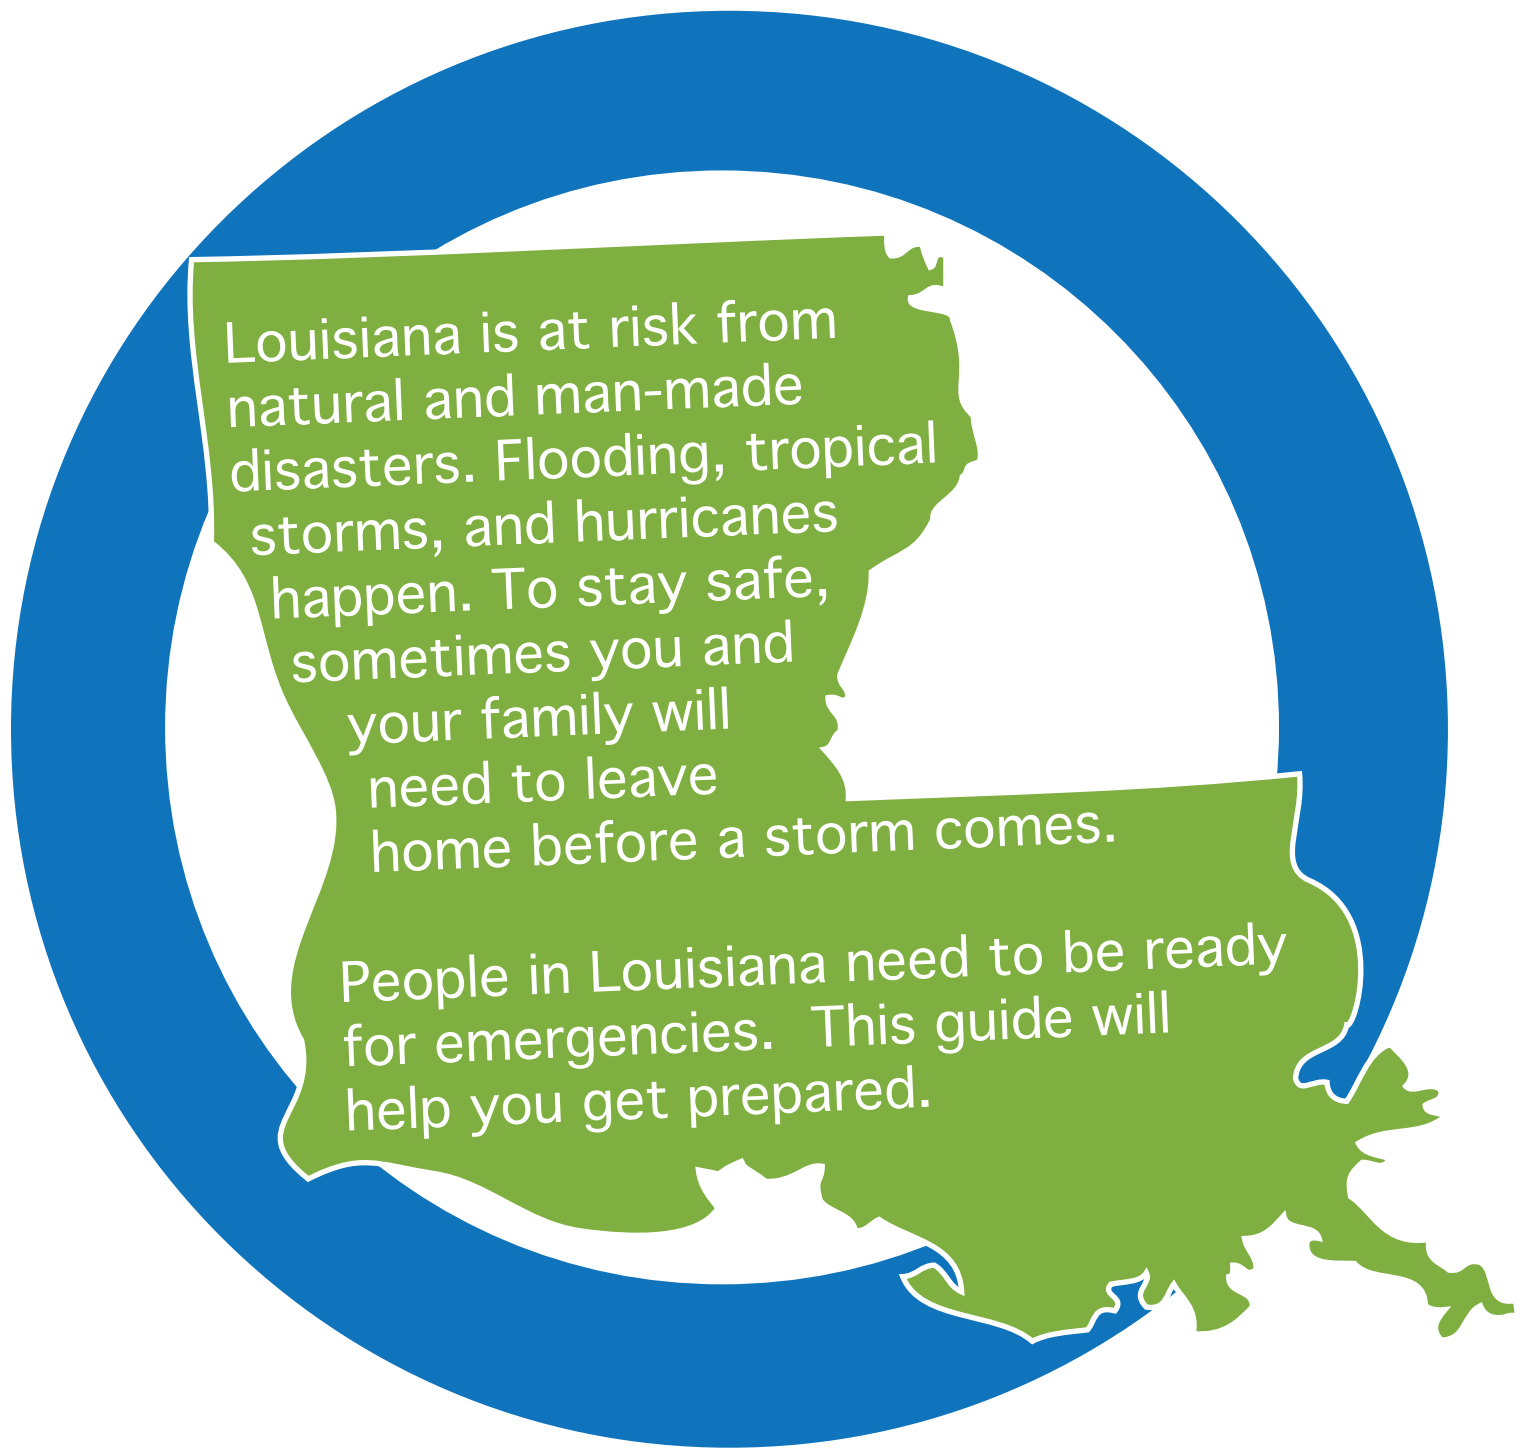 Louisiana is at risk from
natural and man-made
disasters. Flooding, tropical
storms, and hurricanes
happen. To stay safe,
sometimes you and
your family will
need to leave
home before a storm comes.
People in Louisiana need to be ready
for emergencies.  This guide will
help you get prepared.